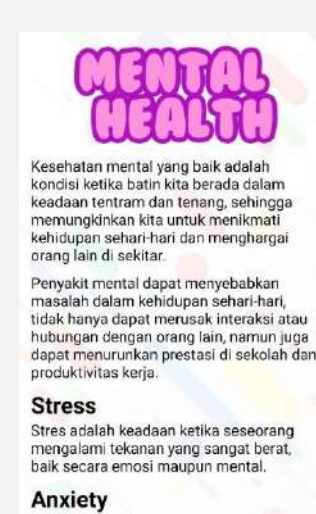 MENTAL
HEALTH
Kesehatan mental yang baik adalah
kondisi ketika batin kita berada dalam
keadaan tentram dan tenang, sehingga
memungkinkan kita untuk menikmati
kehidupan sehari-hari dan menghargai
orang lain di sekitar.
Penyakit mental dapat menyebabkan
masalah dalam kehidupan sehari-hari,
tidak hanya dapat merusak interaksi atau
hubungan dengan orang lain, namun juga
dapat menurunkan prestasi di sekolah dan
produktivitas kerja.
Stress
Stres adalah keadaan ketika seseorang
mengalami tekanan yang sangat berat,
baik secara emosi maupun mental.
Anxiety